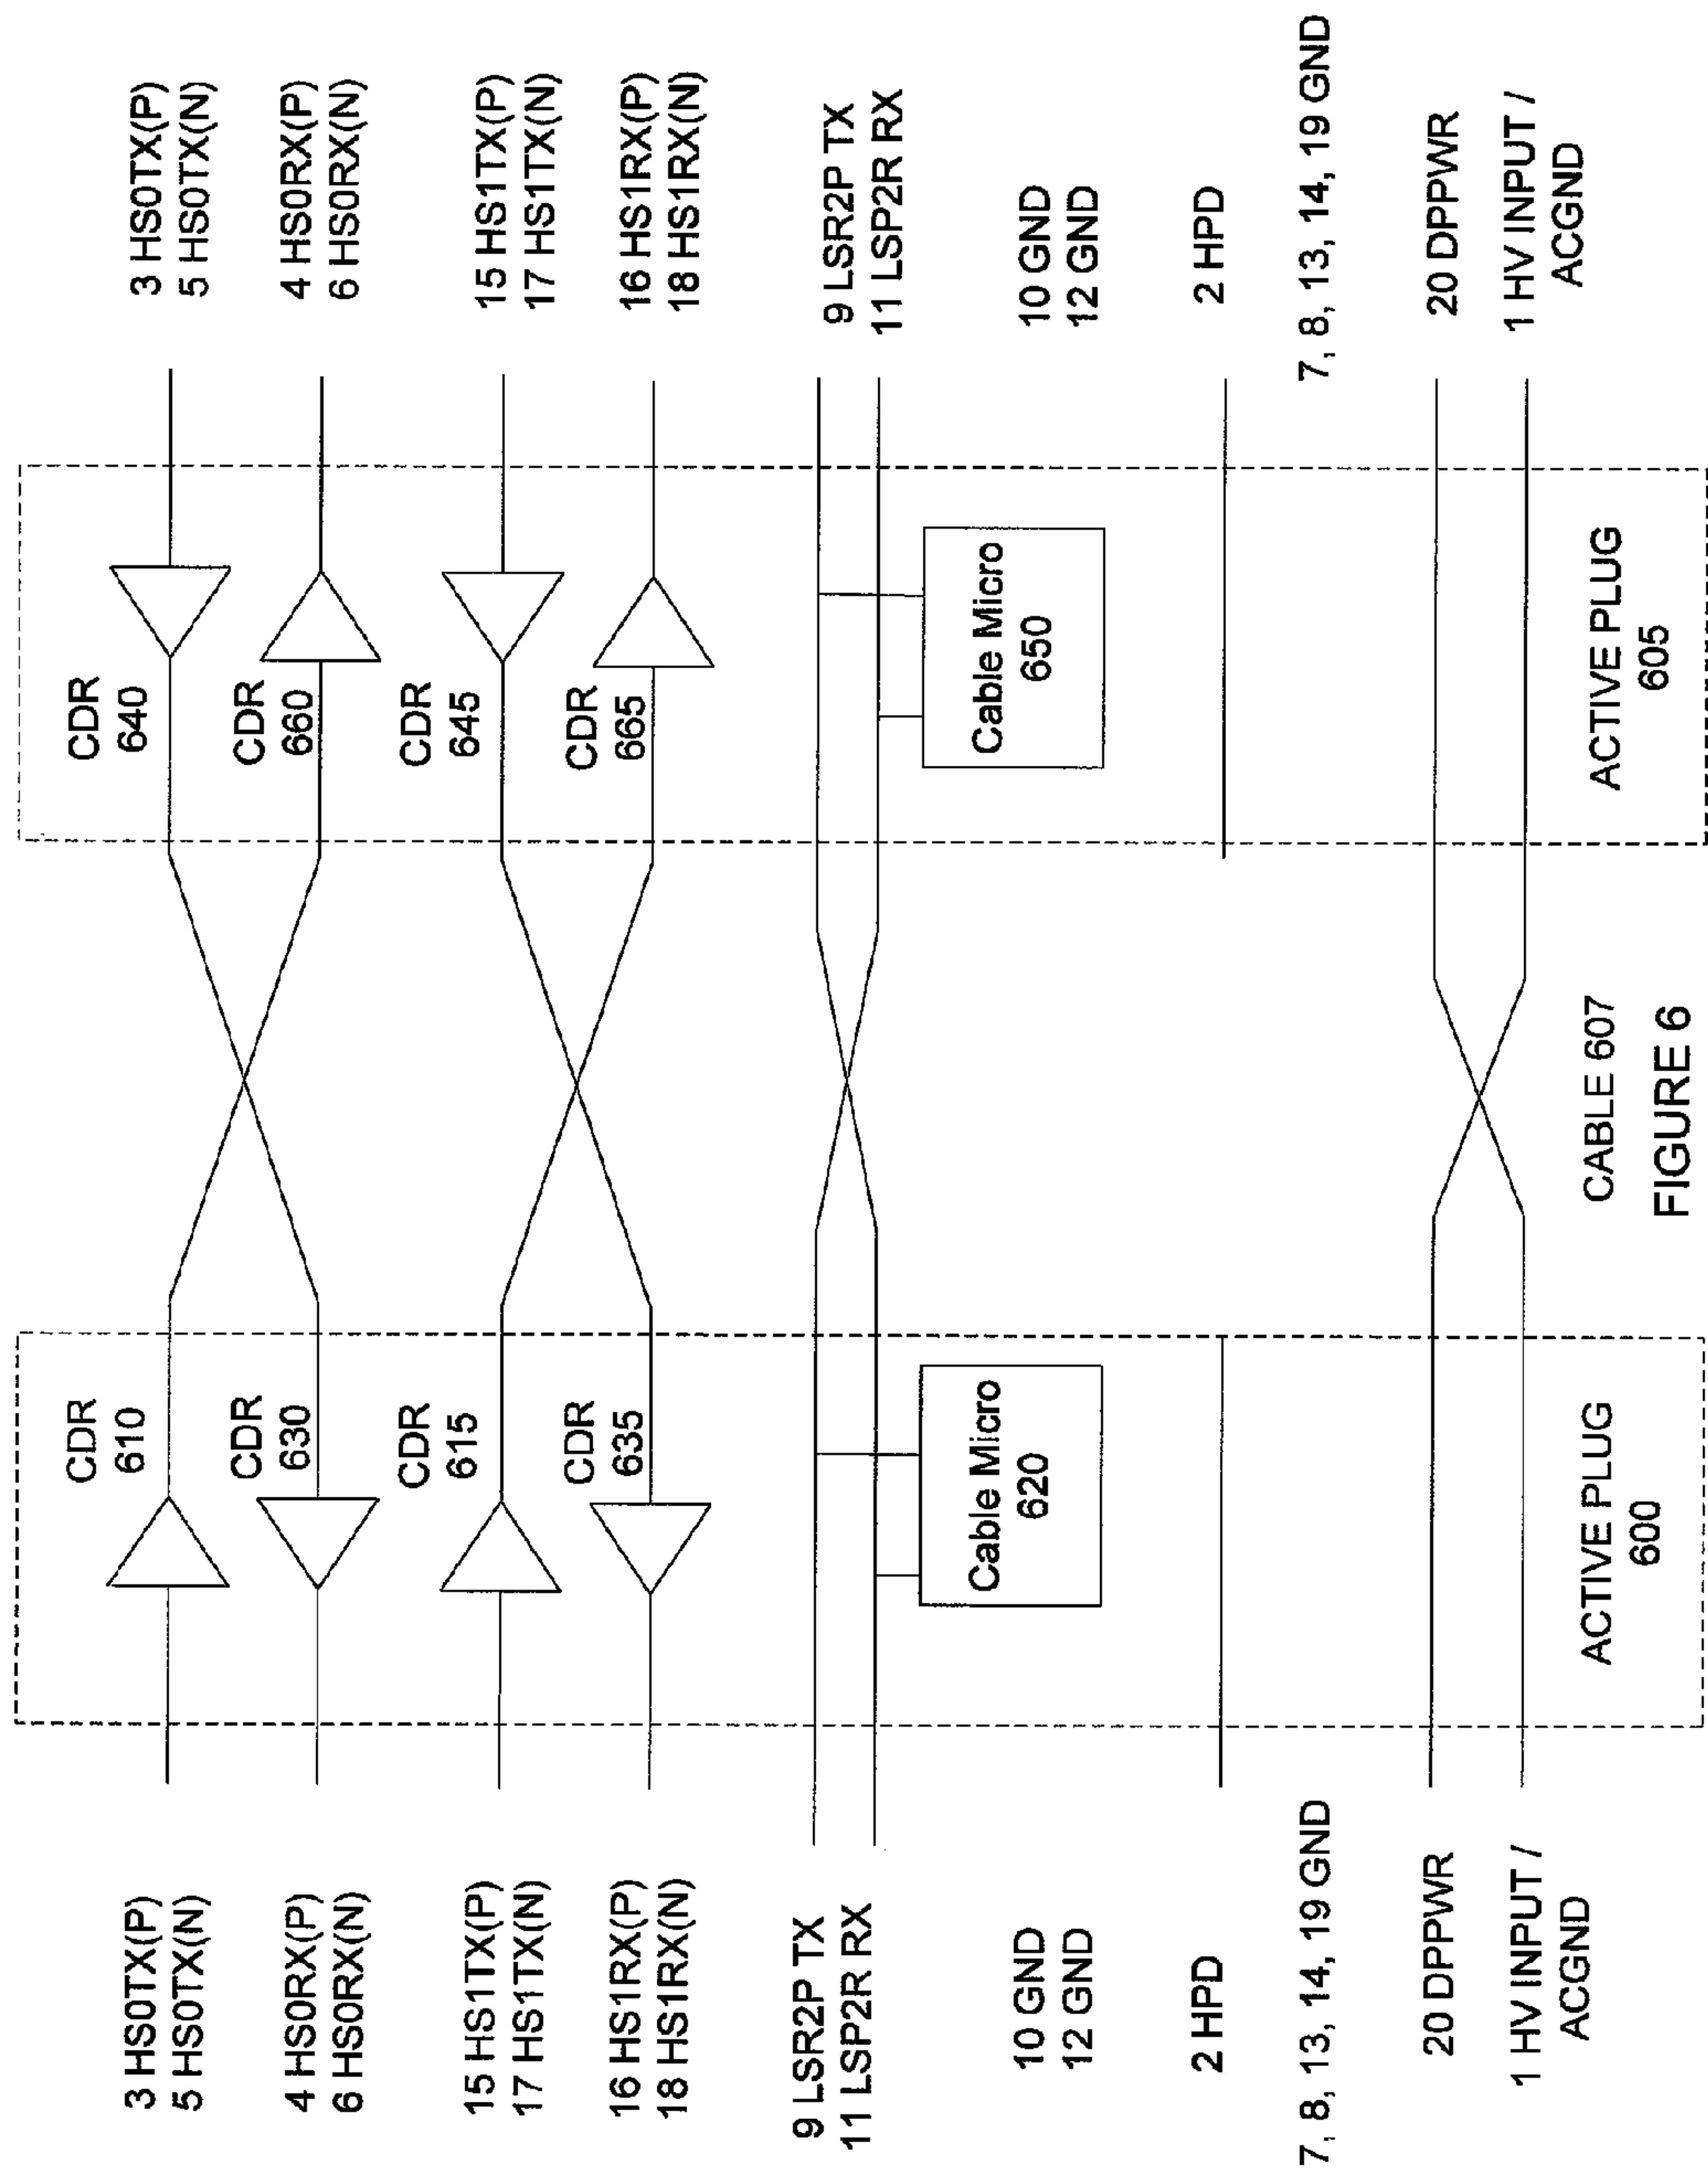 3 HS0TX(P)
5 HS0TX(N)
4 HS0RX(P)
6 HS0RX(N)
15 HS1TX(P)
17 HS1TX(N)
16 HS1RX(P)
18 HS1RX(N)
9 LSR2P TX
11 LSP2R RX
10 GND
12 GND
2 HPD
7, 8, 13, 14, 19 GND
20 DPPWR
1 HV INPUT /
ACGND
CDR
610
CDR
630
CDR
615
CDR
635
Cable Micro
620
ACTIVE PLUG
600
CABLE 607
CDR
640
CDR
660
CDR
645
CDR
665
Cable Micro
650
ACTIVE PLUG
605
3 HS0TX(P)
5 HS0TX(N)
4 HS0RX(P)
6 HS0RX(N)
15 HS1TX(P)
17 HS1TX(N)
16 HS1RX(P)
18 HS1RX(N)
9 LSR2P TX
11 LSP2R RX
10 GND
12 GND
2 HPD
7, 8, 13, 14, 19 GND
20 DPPWR
1 HV INPUT /
ACGND
FIGURE 6